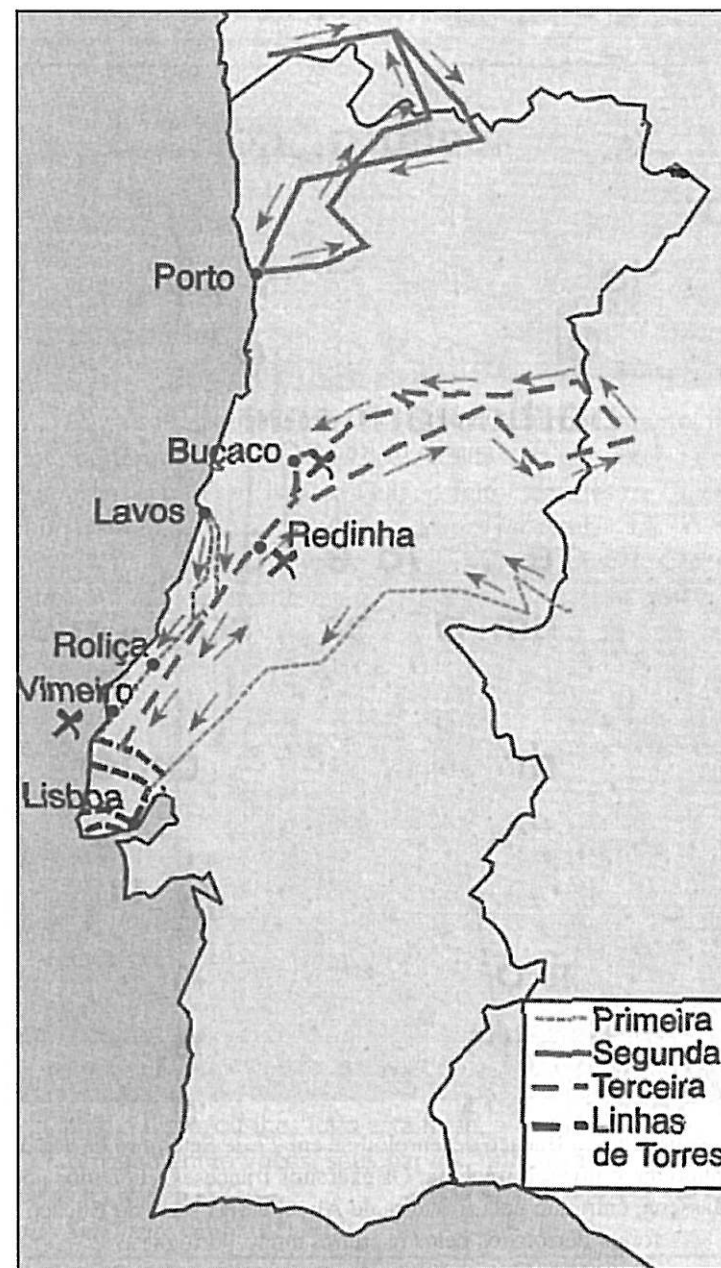 Porto
Buçaco
Lavos
Redinha
Roliça
Vimeiro
Lisboa
Primeira
Segunda
Terceira
Linhas
de Torres